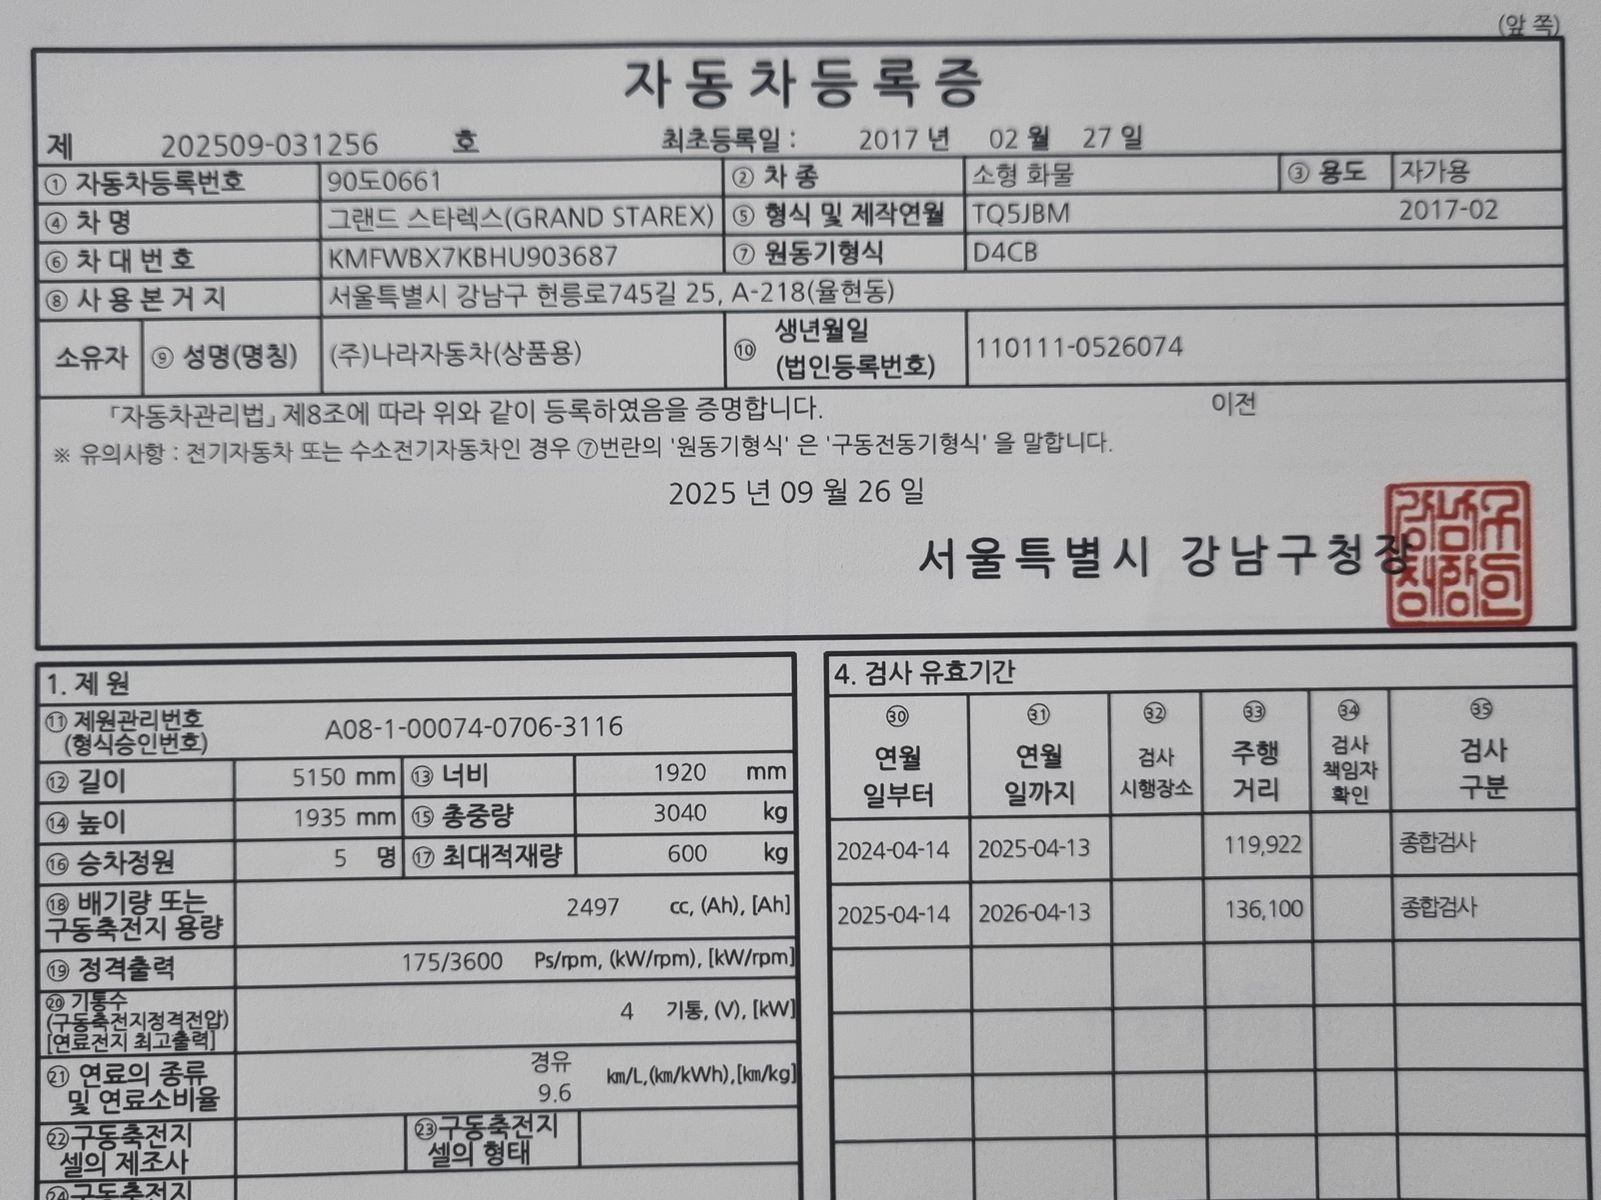 (앞 쪽)
자동차등록증
제 202509-031256 호 최초등록일 : 2017 년 02 월 27 일
① 자동차등록번호 90도0661 ② 차 종 소형 화물 ③ 용도 자가용
④ 차 명 그랜드 스타렉스(GRAND STAREX) ⑤ 형식 및 제작연월 TQ5JBM 2017-02
⑥ 차 대 번 호 KMFWBX7KBHU903687 ⑦ 원동기형식 D4CB
⑧ 사 용 본 거 지 서울특별시 강남구 헌릉로745길 25, A-218(율현동)
소유자 ⑨ 성명(명칭) (주)나라자동차(상품용) ⑩ 생년월일
(법인등록번호) 110111-0526074
「자동차관리법」 제8조에 따라 위와 같이 등록하였음을 증명합니다. 이전
※ 유의사항 : 전기자동차 또는 수소전기자동차인 경우 ⑦번란의 '원동기형식' 은 '구동전동기형식' 을 말합니다.
2025 년 09 월 26 일
서울특별시 강남구청장
1. 제 원
⑪ 제원관리번호
(형식승인번호) A08-1-00074-0706-3116
⑫ 길이 5150 mm ⑬ 너비 1920 mm
⑭ 높이 1935 mm ⑮ 총중량 3040 kg
⑯ 승차정원 5 명 ⑰ 최대적재량 600 kg
⑱ 배기량 또는
구동축전지 용량 2497 cc, (Ah), [Ah]
⑲ 정격출력 175/3600 Ps/rpm, (kW/rpm), [kW/rpm]
⑳ 기통수
(구동축전지정격전압)
[연료전지 최고출력] 4 기통, (V), [kW]
㉑ 연료의 종류
및 연료소비율 경유
9.6 km/L,(km/kWh),[km/kg]
㉒구동축전지
셀의 제조사 ㉓구동축전지
셀의 형태
㉔구동축전지
4. 검사 유효기간
㉚ ㉛ ㉜ ㉝ ㉞ ㉟
연월
일부터
연월
일까지
검사
시행장소
주행
거리
검사
책임자
확인
검사
구분
2024-04-14 2025-04-13 119,922 종합검사
2025-04-14 2026-04-13 136,100 종합검사